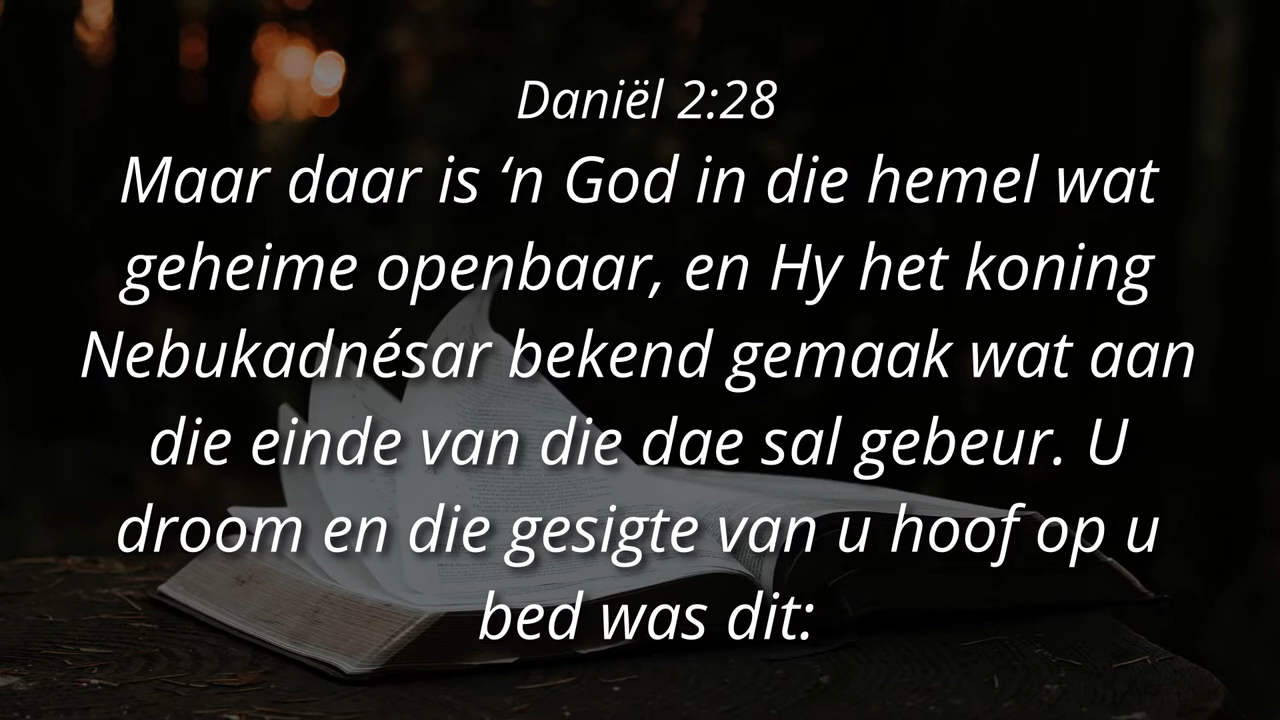 Daniël 2:28
Maar daar is ‘n God in die hemel wat
geheime openbaar, en Hy het koning
Nebukadnésar bekend gemaak wat aan
die einde van die dae sal gebeur. U
droom en die gesigte van u hoof op u
bed was dit: